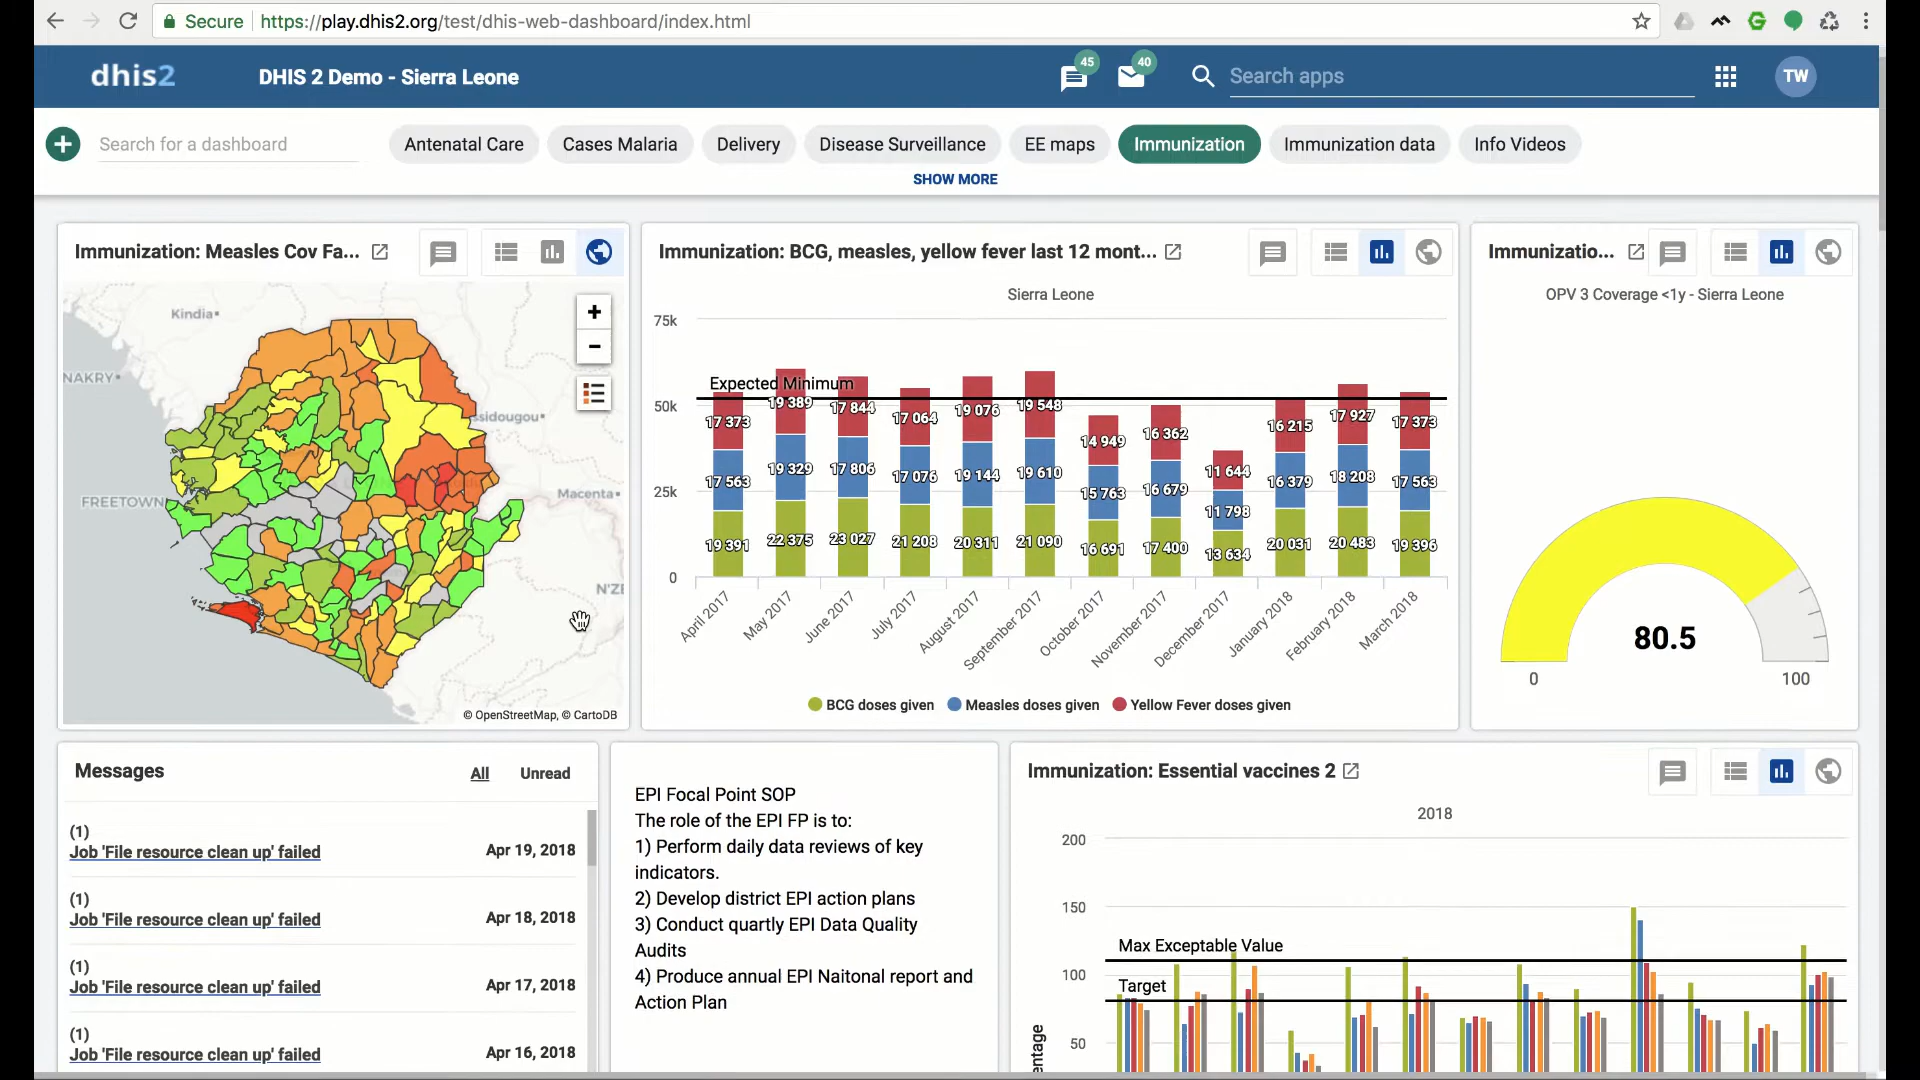 Secure https://play.dhis2.org/test/dhis-web-dashboard/index.html
dhis2
DHIS 2 Demo - Sierra Leone
45
40
Search apps
TW
Search for a dashboard
Antenatal Care
Cases Malaria
Delivery
Disease Surveillance
EE maps
Immunization
Immunization data
Info Videos
SHOW MORE
Immunization: Measles Cov Fa...
Kindia
NAKRY
FREETOWN
ssidougou
Macenta
N'ZÉ
+
−
© OpenStreetMap, © CartoDB
Immunization: BCG, measles, yellow fever last 12 mont...
Sierra Leone
75k
50k
25k
0
Expected Minimum
17 373
19 389
17 844
17 064
19 076
19 548
14 949
16 362
11 644
16 215
17 927
17 373
17 563
19 329
17 806
17 076
19 144
19 610
15 763
16 679
11 798
16 379
18 208
17 563
19 391
22 375
23 027
21 208
20 311
21 090
16 691
17 400
13 634
20 031
20 483
19 396
April 2017
May 2017
June 2017
July 2017
August 2017
September 2017
October 2017
November 2017
December 2017
January 2018
February 2018
March 2018
BCG doses given
Measles doses given
Yellow Fever doses given
Immunizatio...
OPV 3 Coverage <1y - Sierra Leone
80.5
0
100
Messages
All
Unread
(1)
Job 'File resource clean up' failed
Apr 19, 2018
(1)
Job 'File resource clean up' failed
Apr 18, 2018
(1)
Job 'File resource clean up' failed
Apr 17, 2018
(1)
Job 'File resource clean up' failed
Apr 16, 2018
EPI Focal Point SOP
The role of the EPI FP is to:
1) Perform daily data reviews of key
indicators.
2) Develop district EPI action plans
3) Conduct quartly EPI Data Quality
Audits
4) Produce annual EPI Naitonal report and
Action Plan
Immunization: Essential vaccines 2
2018
200
150
100
50
Max Exceptable Value
Target
entage